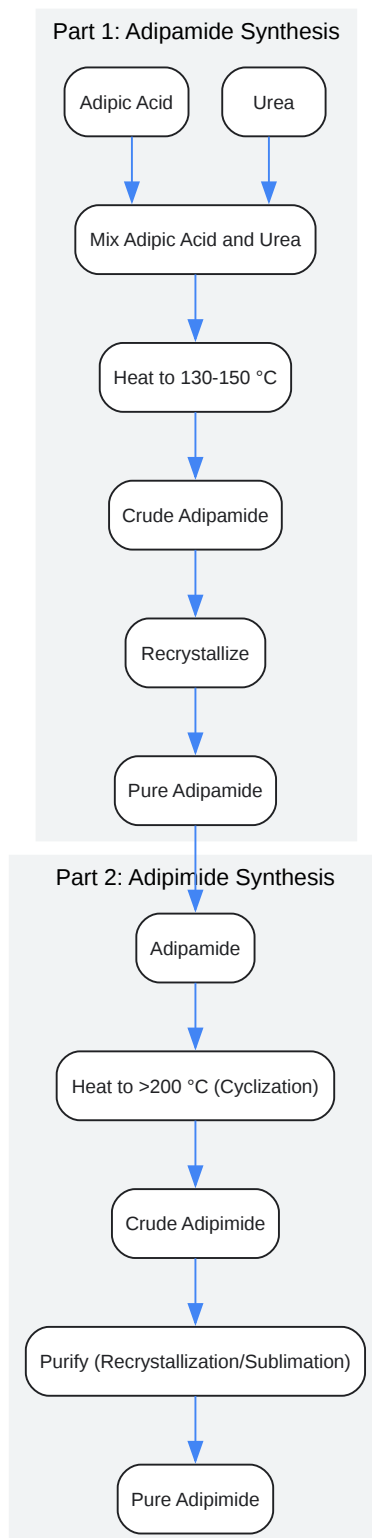 Part 1: Adipamide Synthesis
Adipic Acid
Urea
Mix Adipic Acid and Urea
Heat to 130-150 °C
Crude Adipamide
Recrystallize
Pure Adipamide
Part 2: Adipimide Synthesis
Adipamide
Heat to >200 °C (Cyclization)
Crude Adipimide
Purify (Recrystallization/Sublimation)
Pure Adipimide